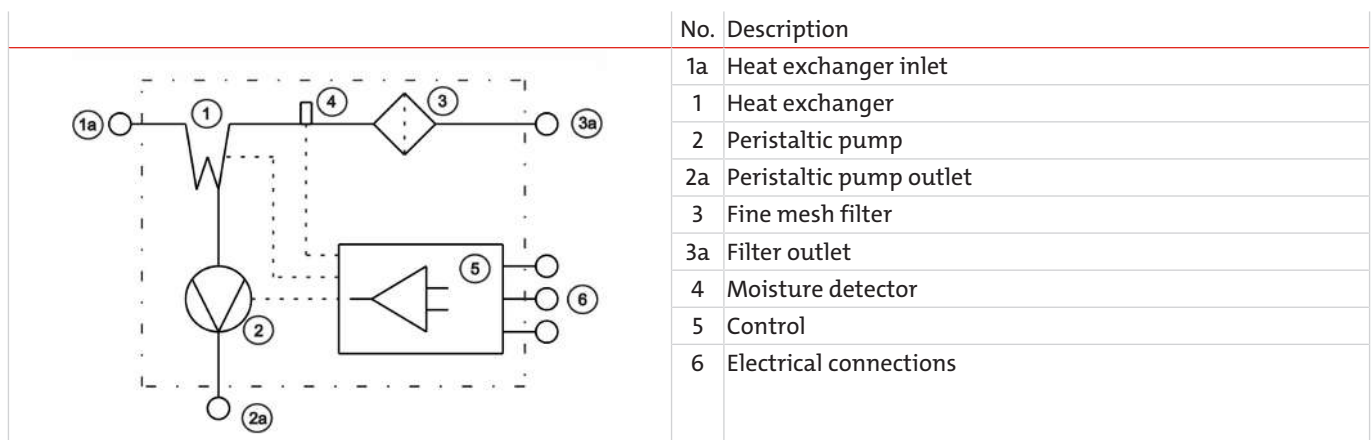 No. Description
1a Heat exchanger inlet
1 Heat exchanger
2 Peristaltic pump
2a Peristaltic pump outlet
3 Fine mesh filter
3a Filter outlet
4 Moisture detector
5 Control
6 Electrical connections
1a
1
4
3
3a
5
6
2
2a